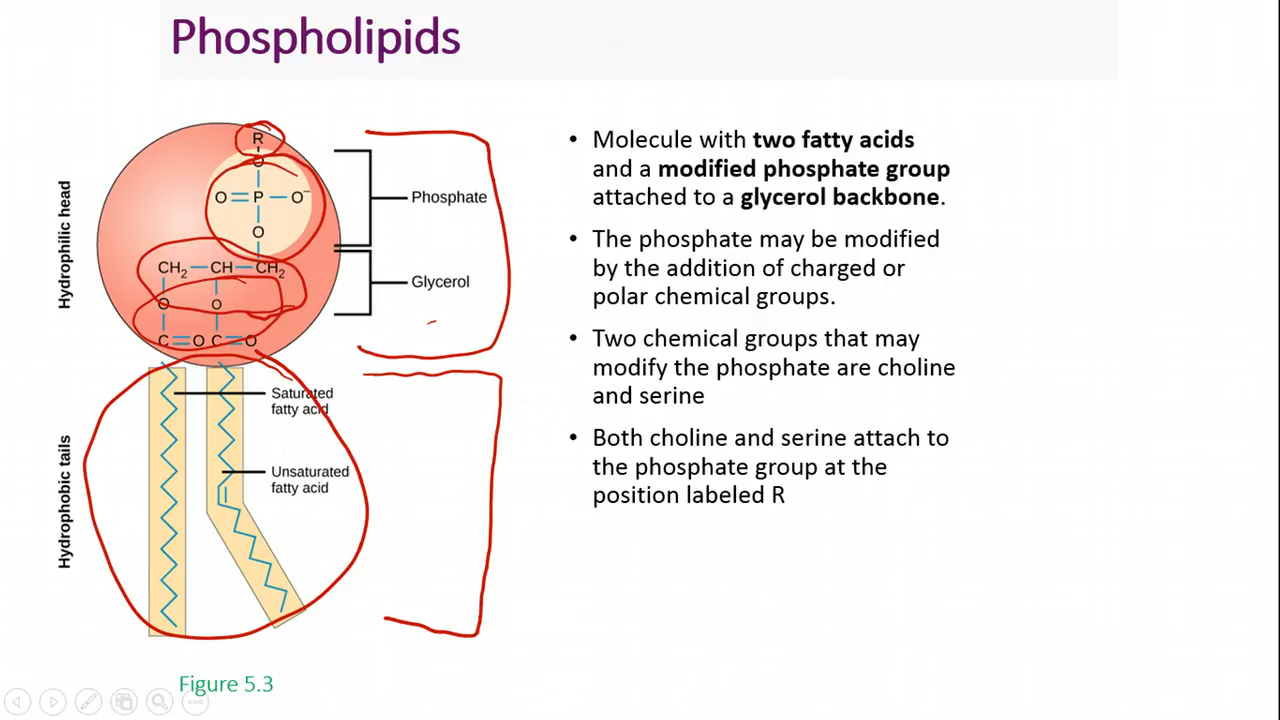 Phospholipids
Hydrophilic head
Hydrophobic tails
R
O
O=P—O⁻
O
CH₂—CH—CH₂
O O
C=O C=O
Phosphate
Glycerol
Saturated
fatty acid
Unsaturated
fatty acid
• Molecule with two fatty acids
and a modified phosphate group
attached to a glycerol backbone.
• The phosphate may be modified
by the addition of charged or
polar chemical groups.
• Two chemical groups that may
modify the phosphate are choline
and serine
• Both choline and serine attach to
the phosphate group at the
position labeled R
Figure 5.3